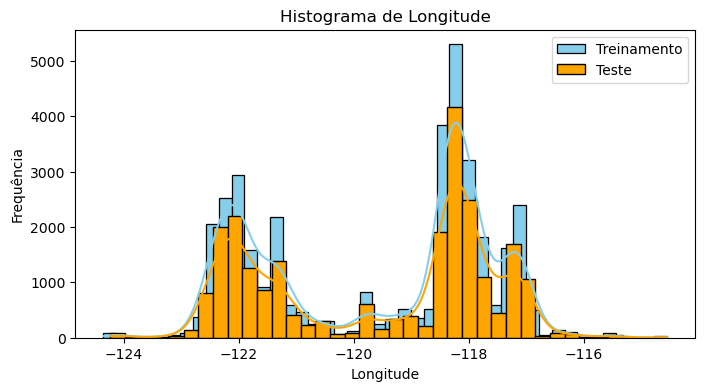 Histograma de Longitude
Treinamento
Teste
Frequência
5000
4000
3000
2000
1000
0
−124
−122
−120
−118
−116
Longitude